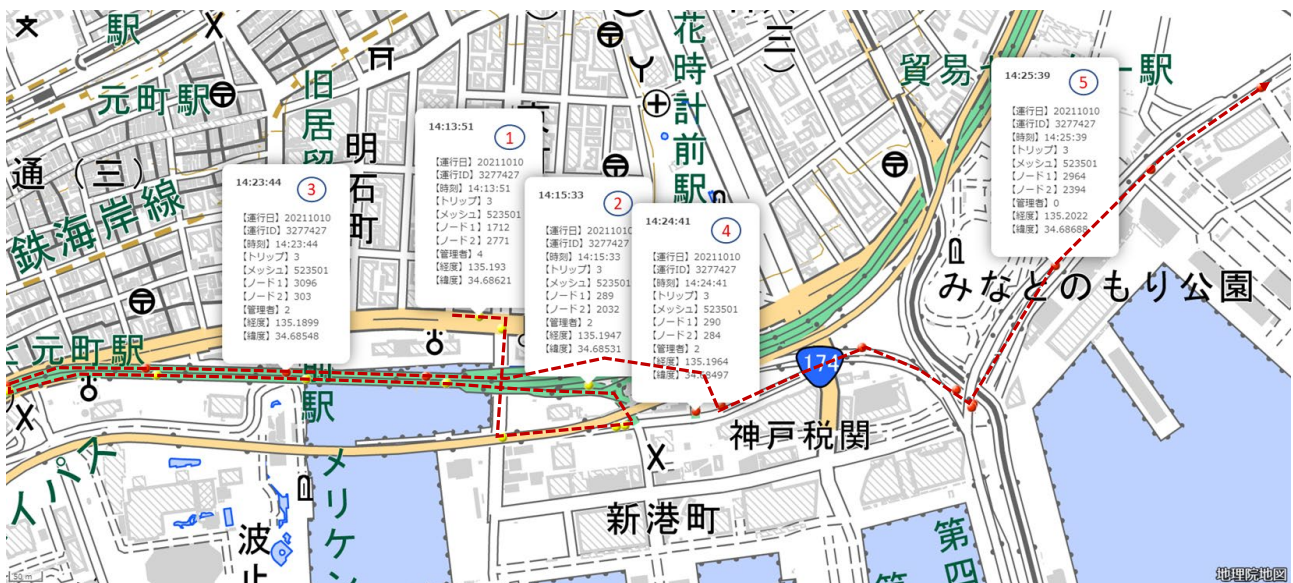 駅
元町駅
通（三）
鉄海岸線
旧居留
明石町
花時計前駅
三）
貿易
ー駅
14:13:51
1
【運行日】20211010
【運行ID】3277427
【時刻】14:13:51
【トリップ】3
【メッシュ】523501
【ノード1】1712
【ノード2】2771
【管理者】4
【経度】135.193
【緯度】34.68621
14:15:33
2
【運行日】20211010
【運行ID】3277427
【時刻】14:15:33
【トリップ】3
【メッシュ】523501
【ノード1】289
【ノード2】2032
【管理者】2
【経度】135.1947
【緯度】34.68531
14:23:44
3
【運行日】20211010
【運行ID】3277427
【時刻】14:23:44
【トリップ】3
【メッシュ】523501
【ノード1】3096
【ノード2】303
【管理者】2
【経度】135.1899
【緯度】34.68548
14:24:41
4
【運行日】20211010
【運行ID】3277427
【時刻】14:24:41
【トリップ】3
【メッシュ】523501
【ノード1】290
【ノード2】284
【管理者】2
【経度】135.1964
【緯度】34.68497
14:25:39
5
【運行日】20211010
【運行ID】3277427
【時刻】14:25:39
【トリップ】3
【メッシュ】523501
【ノード1】2964
【ノード2】2394
【管理者】0
【経度】135.2022
【緯度】34.68688
元町駅
駅
みなとのもり公園
174
神戸税関
新港町
イパス
メリケン
波止
第四
第
50 m
地理院地図